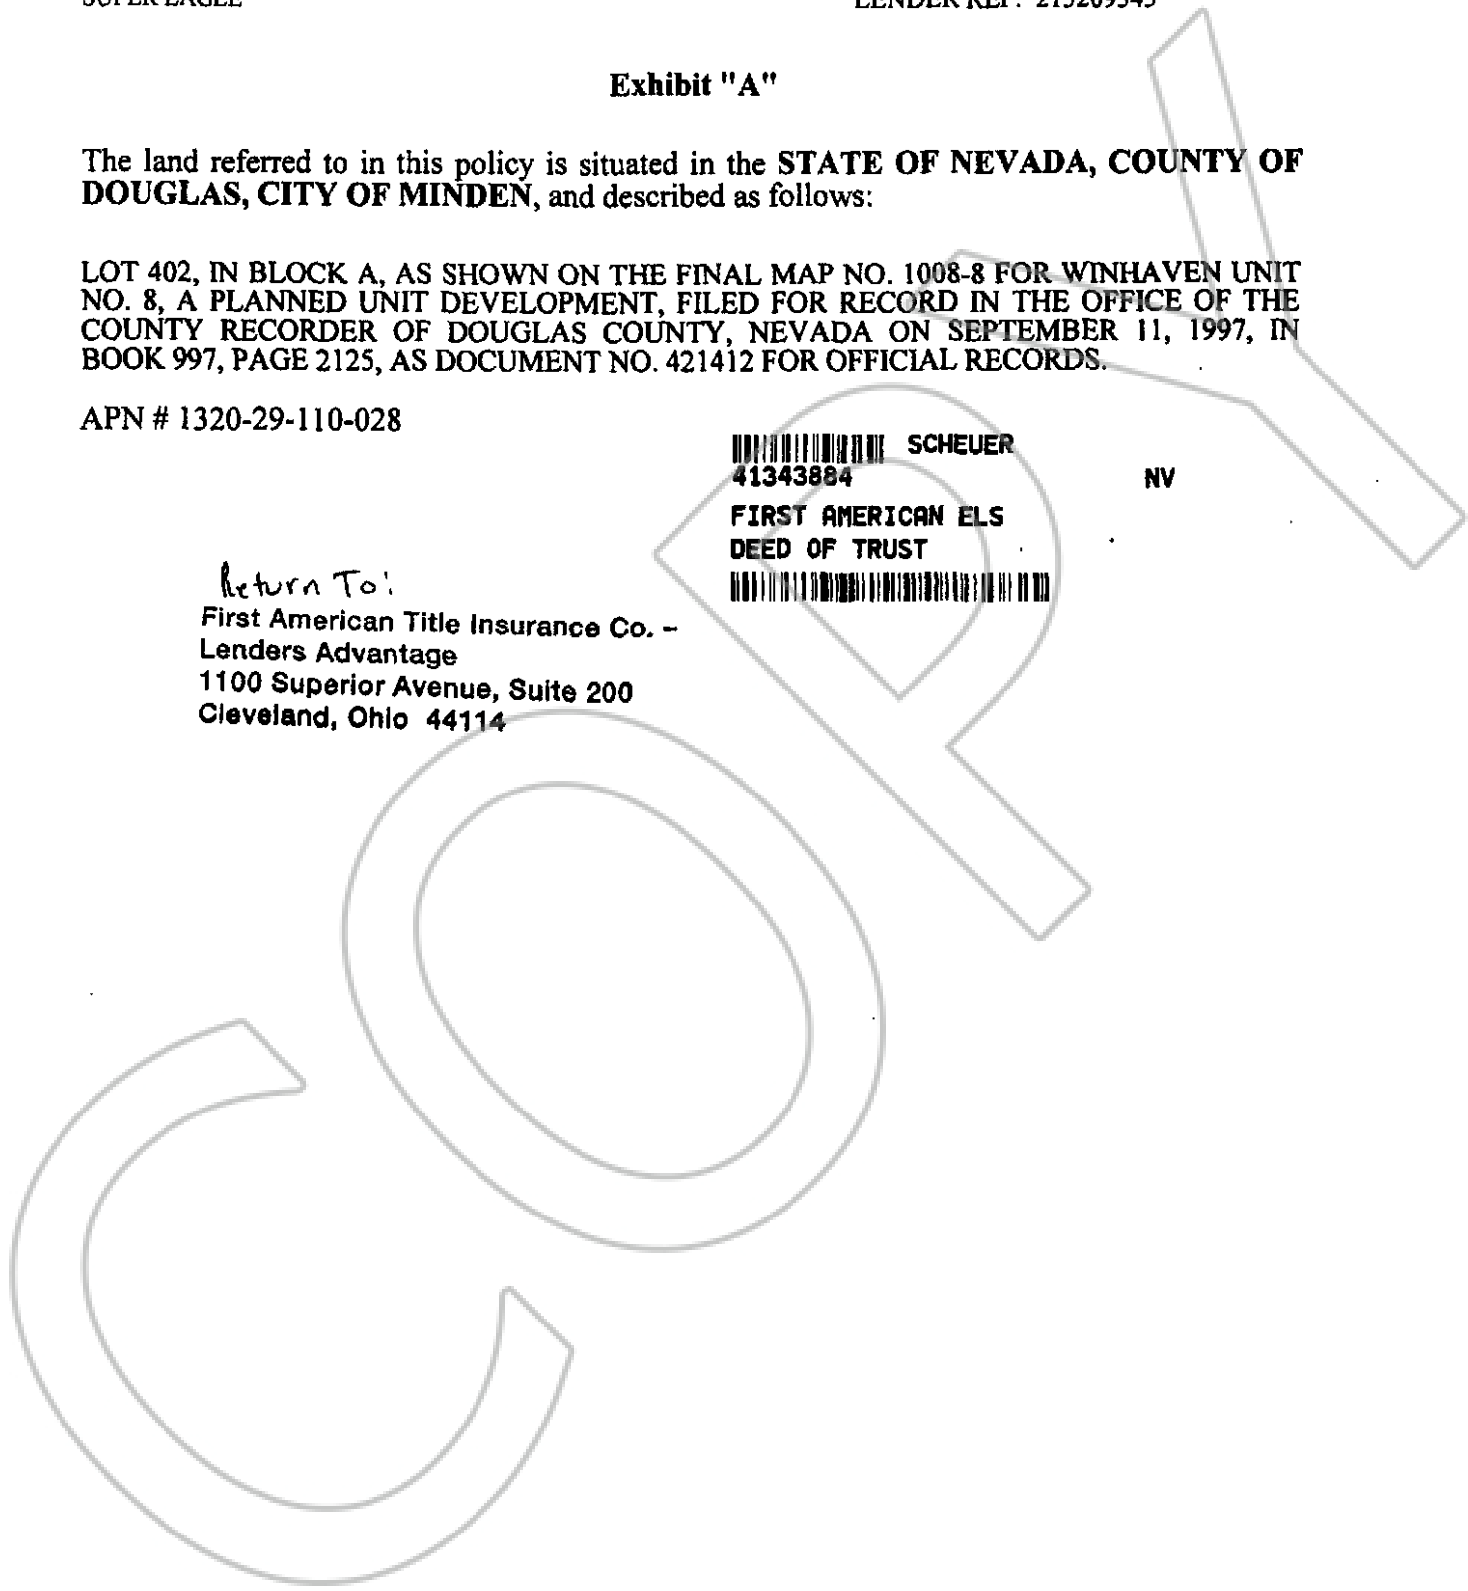 Exhibit "A"
The land referred to in this policy is situated in the STATE OF NEVADA, COUNTY OF
DOUGLAS, CITY OF MINDEN, and described as follows:
LOT 402, IN BLOCK A, AS SHOWN ON THE FINAL MAP NO. 1008-8 FOR WINHAVEN UNIT
NO. 8, A PLANNED UNIT DEVELOPMENT, FILED FOR RECORD IN THE OFFICE OF THE
COUNTY RECORDER OF DOUGLAS COUNTY, NEVADA ON SEPTEMBER 11, 1997, IN
BOOK 997, PAGE 2125, AS DOCUMENT NO. 421412 FOR OFFICIAL RECORDS.
APN # 1320-29-110-028
SCHEUER
41343884 NV
FIRST AMERICAN ELS
DEED OF TRUST
Return To:
First American Title Insurance Co. –
Lenders Advantage
1100 Superior Avenue, Suite 200
Cleveland, Ohio 44114
COPY